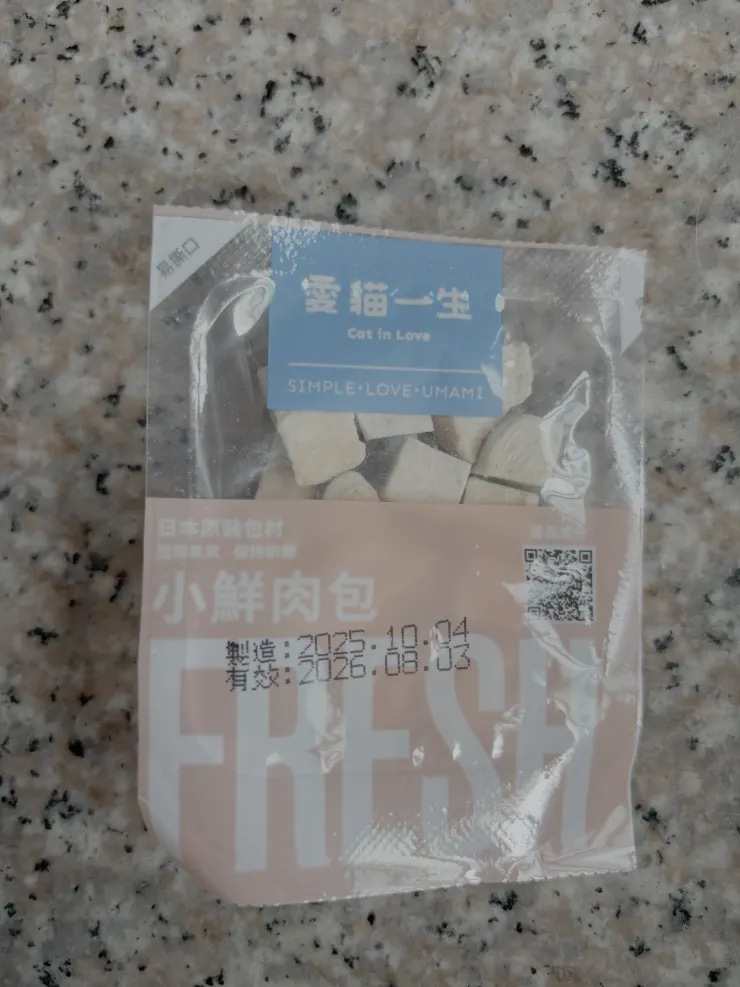 易撕口
愛貓一生
Cat in Love
SIMPLE•LOVE•UMAMI
日本原裝包材
小鮮肉包
製造:2025.10.04
有效:2026.08.03
FRESH